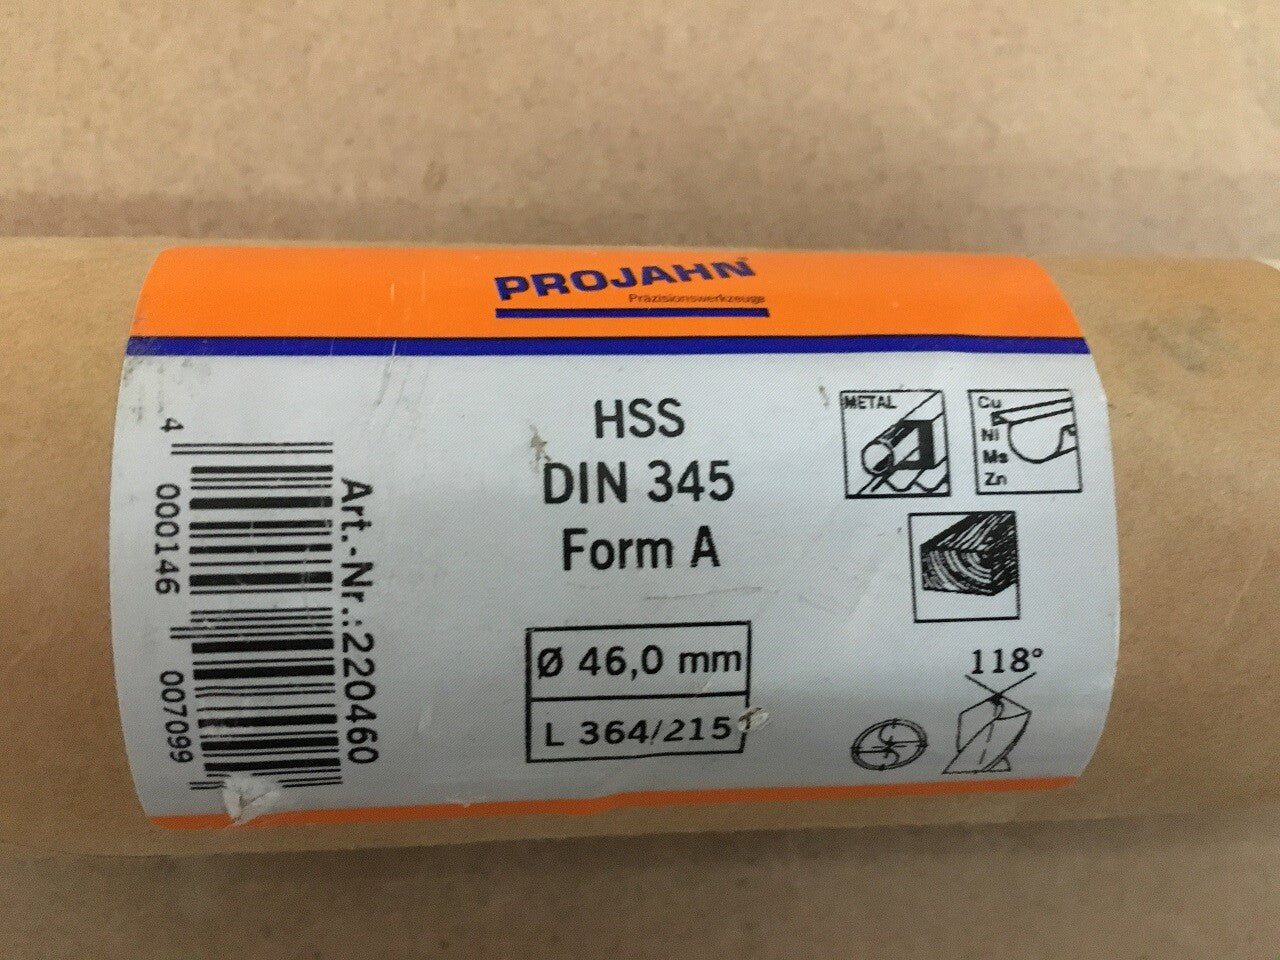 PROJAHN
Präzisionswerkzeuge
HSS
DIN 345
Form A
Ø 46,0 mm
L 364/215
METAL
Cu
Ni
Ms
Zn
118°
Art.-Nr.:220460
4 000146 007099